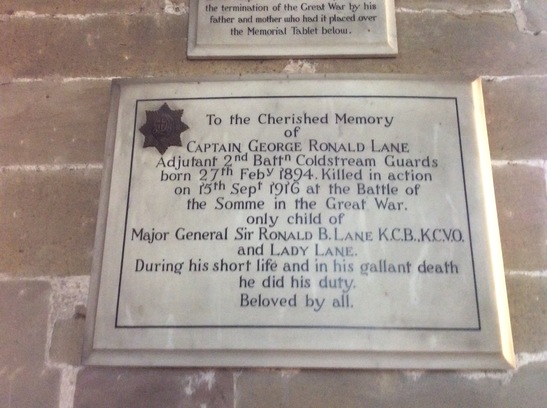 the termination of the Great War by his
father and mother who had it placed over
the Memorial Tablet below.
To the Cherished Memory
of
CAPTAIN GEORGE RONALD LANE
Adjutant 2nd Battn Coldstream Guards
born 27th Feby 1894. Killed in action
on 15th Sept 1916 at the Battle of
the Somme in the Great War.
only child of
Major General Sir RONALD B. LANE K.C.B., K.C.V.O.
and LADY LANE.
During his short life and in his gallant death
he did his duty.
Beloved by all.